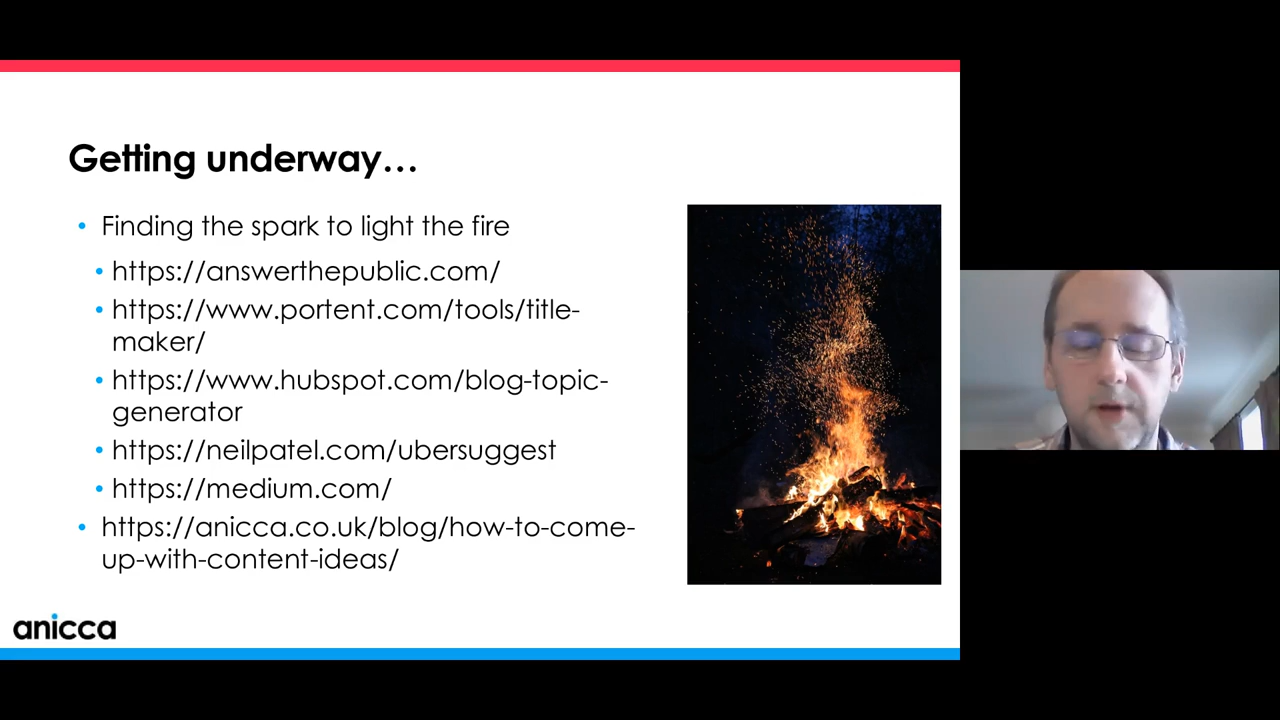 Getting underway…
• Finding the spark to light the fire
• https://answerthepublic.com/
• https://www.portent.com/tools/title-
maker/
• https://www.hubspot.com/blog-topic-
generator
• https://neilpatel.com/ubersuggest
• https://medium.com/
• https://anicca.co.uk/blog/how-to-come-
up-with-content-ideas/
anicca